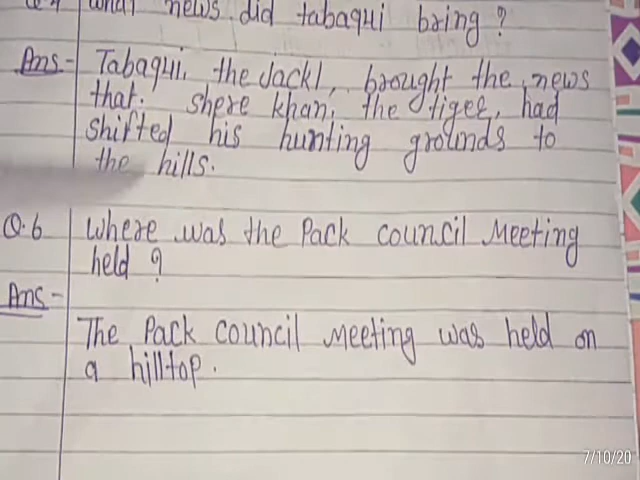 what news did tabaqui bring ?
Ans- Tabaqui, the Jackl, brought the news
that. shere khan, the tiger, had
shifted his hunting grounds to
the hills.
Q.6 Where was the Pack council Meeting
held ?
Ans-
The Pack council Meeting was held on
a hilltop.
7/10/20